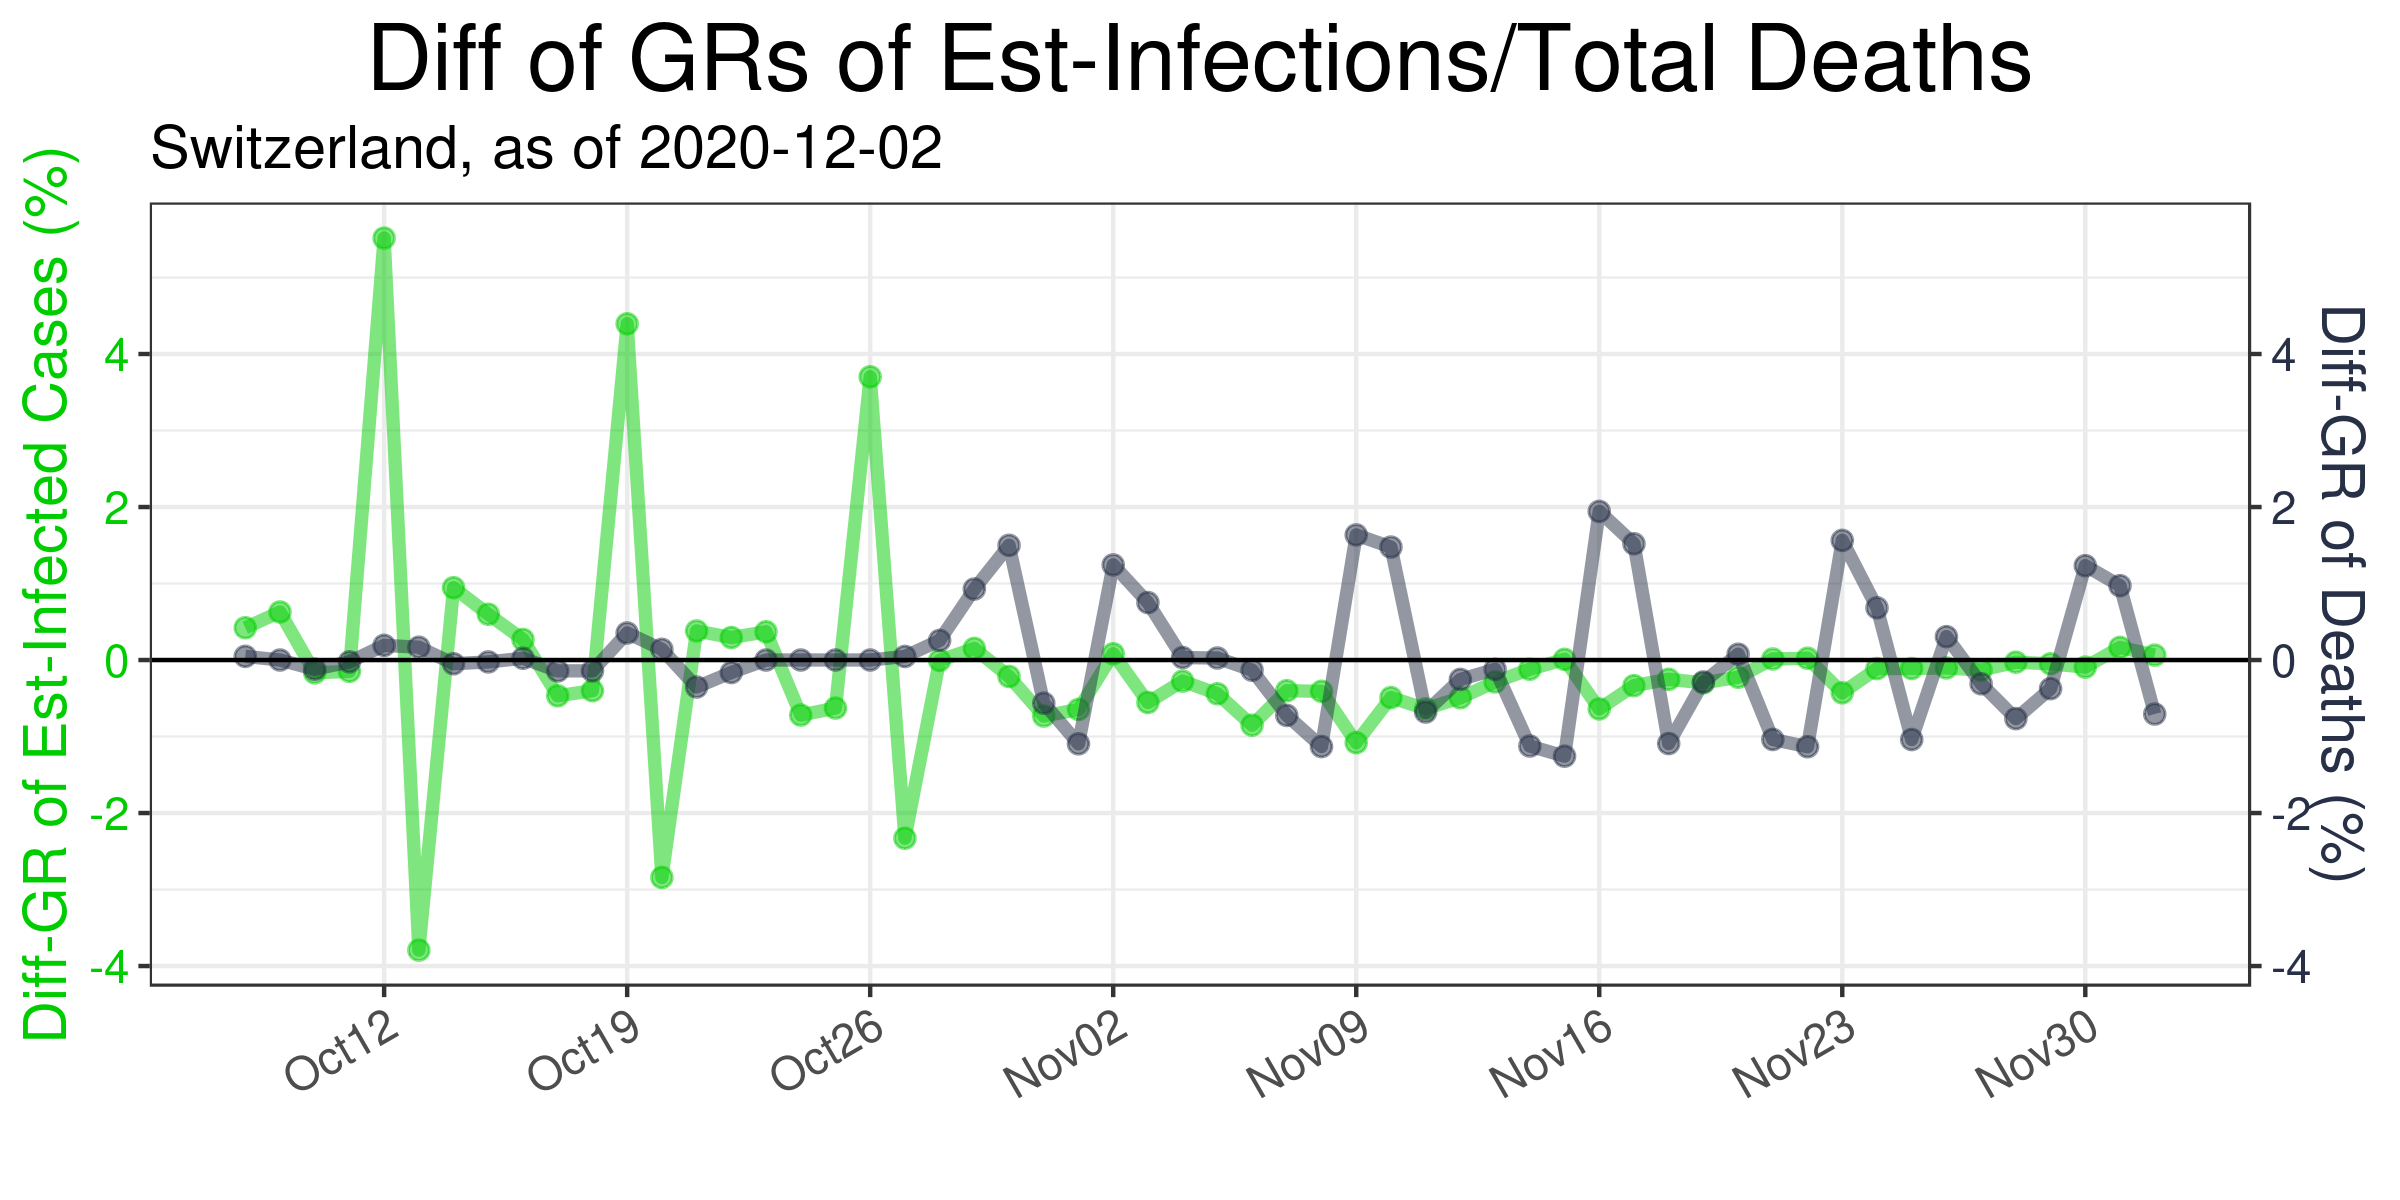 Diff of GRs of Est-Infections/Total Deaths
Switzerland, as of 2020-12-02
Diff-GR of Est-Infected Cases (%)
4
2
0
-2
-4
4
2
0
-2
-4
Diff-GR of Deaths (%)
Oct12
Oct19
Oct26
Nov02
Nov09
Nov16
Nov23
Nov30